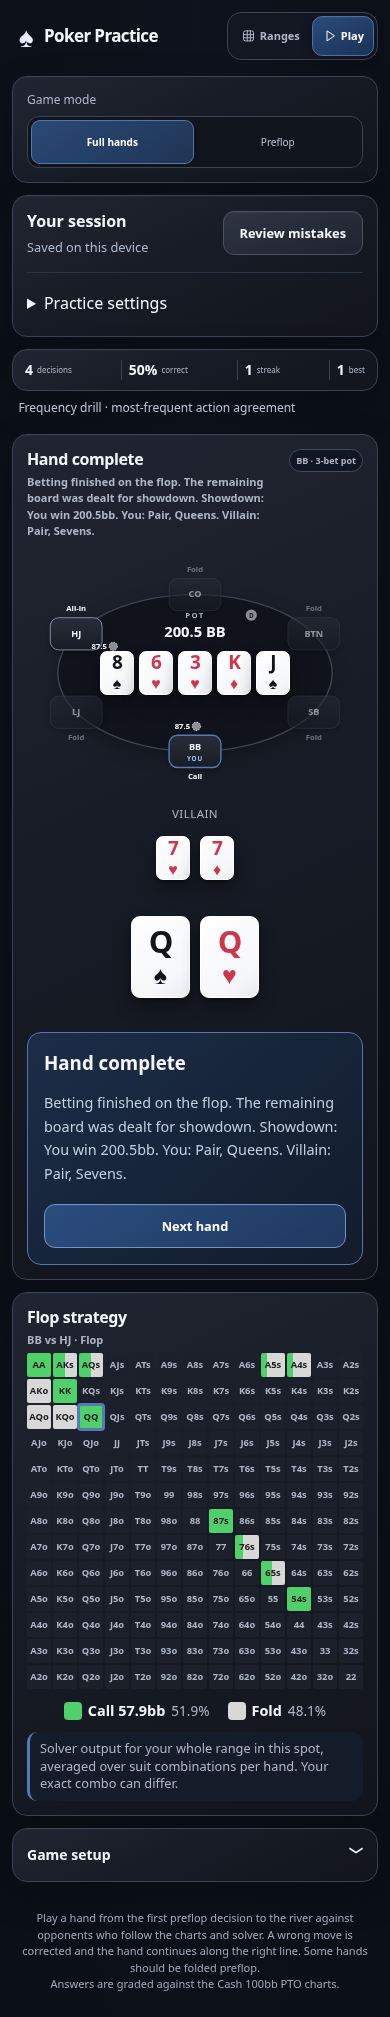 ♠ Poker Practice
Ranges
Play
Game mode
Full hands
Preflop
Your session
Saved on this device
Review mistakes
Practice settings
4 decisions
50% correct
1 streak
1 best
Frequency drill · most-frequent action agreement
Hand complete
BB · 3-bet pot
Betting finished on the flop. The remaining
board was dealt for showdown. Showdown:
You win 200.5bb. You: Pair, Queens. Villain:
Pair, Sevens.
Fold
CO
POT
D
All-in
Fold
HJ
200.5 BB
BTN
87.5
8♠ 6♥ 3♥ K♦ J♠
LJ
SB
Fold
87.5
Fold
BB
YOU
Call
VILLAIN
7♥ 7♦
Q♠ Q♥
Hand complete
Betting finished on the flop. The remaining
board was dealt for showdown. Showdown:
You win 200.5bb. You: Pair, Queens. Villain:
Pair, Sevens.
Next hand
Flop strategy
BB vs HJ · Flop
AA AKs AQs AJs ATs A9s A8s A7s A6s A5s A4s A3s A2s
AKo KK KQs KJs KTs K9s K8s K7s K6s K5s K4s K3s K2s
AQo KQo QQ QJs QTs Q9s Q8s Q7s Q6s Q5s Q4s Q3s Q2s
AJo KJo QJo JJ JTs J9s J8s J7s J6s J5s J4s J3s J2s
ATo KTo QTo JTo TT T9s T8s T7s T6s T5s T4s T3s T2s
A9o K9o Q9o J9o T9o 99 98s 97s 96s 95s 94s 93s 92s
A8o K8o Q8o J8o T8o 98o 88 87s 86s 85s 84s 83s 82s
A7o K7o Q7o J7o T7o 97o 87o 77 76s 75s 74s 73s 72s
A6o K6o Q6o J6o T6o 96o 86o 76o 66 65s 64s 63s 62s
A5o K5o Q5o J5o T5o 95o 85o 75o 65o 55 54s 53s 52s
A4o K4o Q4o J4o T4o 94o 84o 74o 64o 54o 44 43s 42s
A3o K3o Q3o J3o T3o 93o 83o 73o 63o 53o 43o 33 32s
A2o K2o Q2o J2o T2o 92o 82o 72o 62o 52o 42o 32o 22
Call 57.9bb 51.9% Fold 48.1%
Solver output for your whole range in this spot,
averaged over suit combinations per hand. Your
exact combo can differ.
Game setup
Play a hand from the first preflop decision to the river against
opponents who follow the charts and solver. A wrong move is
corrected and the hand continues along the right line. Some hands
should be folded preflop.
Answers are graded against the Cash 100bb PTO charts.